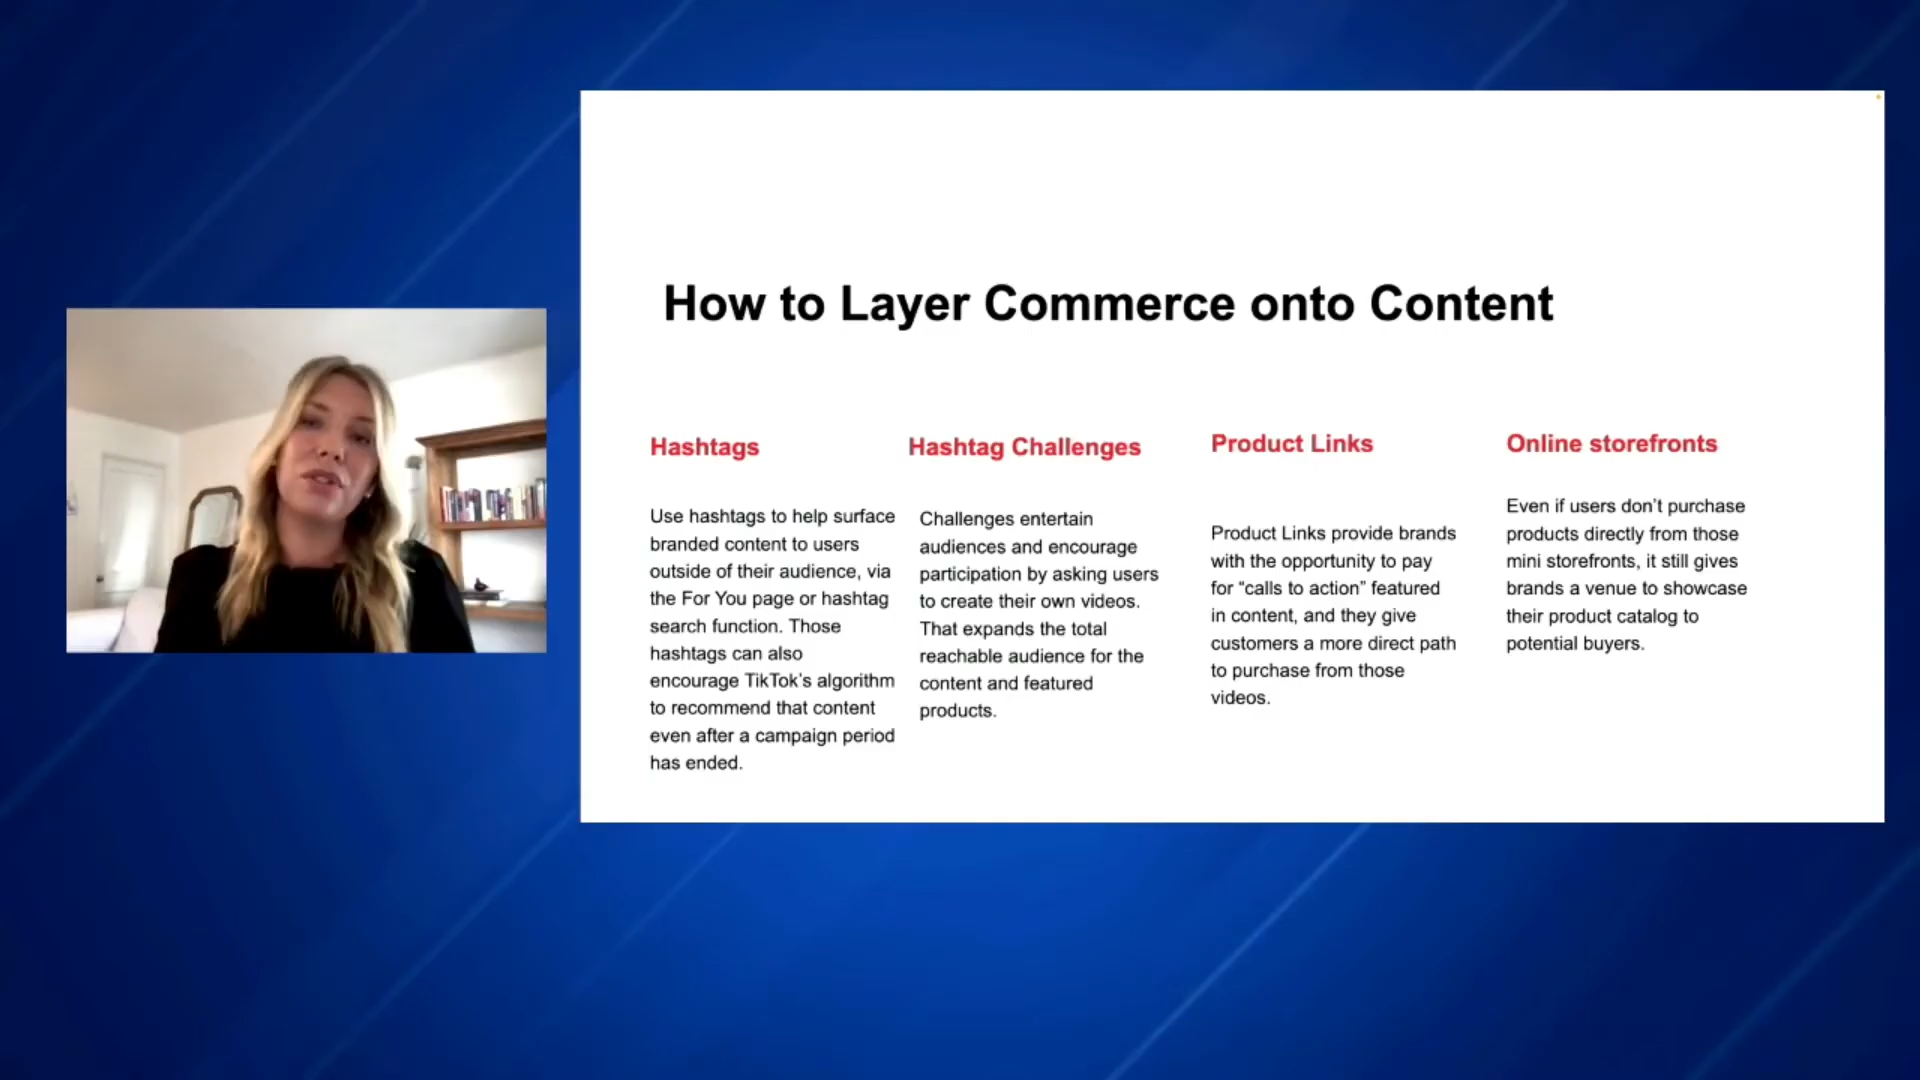 How to Layer Commerce onto Content
Hashtags
Use hashtags to help surface
branded content to users
outside of their audience, via
the For You page or hashtag
search function. Those
hashtags can also
encourage TikTok’s algorithm
to recommend that content
even after a campaign period
has ended.
Hashtag Challenges
Challenges entertain
audiences and encourage
participation by asking users
to create their own videos.
That expands the total
reachable audience for the
content and featured
products.
Product Links
Product Links provide brands
with the opportunity to pay
for “calls to action” featured
in content, and they give
customers a more direct path
to purchase from those
videos.
Online storefronts
Even if users don’t purchase
products directly from those
mini storefronts, it still gives
brands a venue to showcase
their product catalog to
potential buyers.